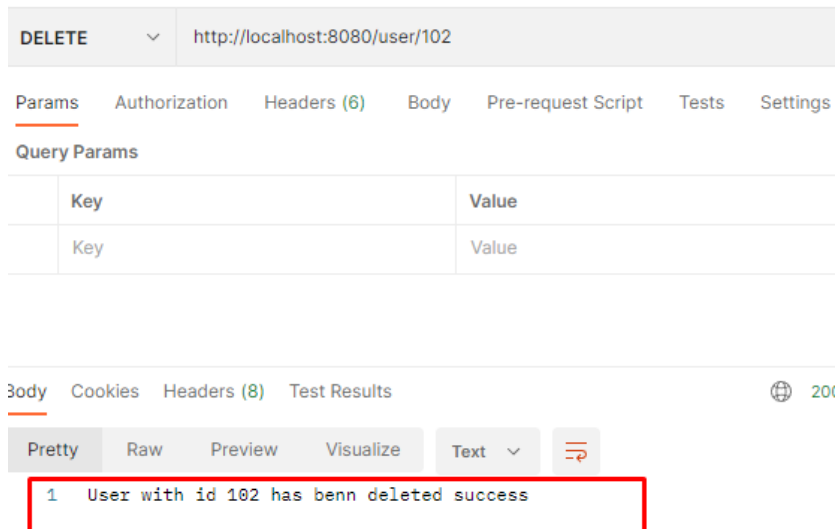 DELETE http://localhost:8080/user/102
Params Authorization Headers (6) Body Pre-request Script Tests Settings
Query Params
Key Value
Key Value
Body Cookies Headers (8) Test Results 200
Pretty Raw Preview Visualize Text
1 User with id 102 has benn deleted success